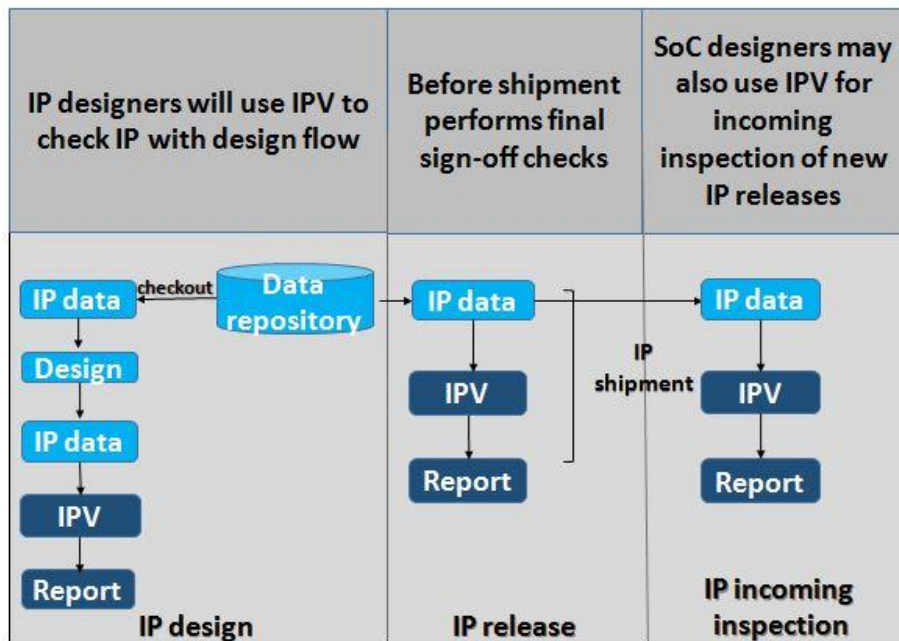 IP designers will use IPV to
check IP with design flow
Before shipment
performs final
sign-off checks
SoC designers may
also use IPV for
incoming
inspection of new
IP releases
IP data
checkout
Data
repository
Design
IP data
IPV
Report
IP design
IP data
IPV
Report
IP
shipment
IP release
IP data
IPV
Report
IP incoming
inspection